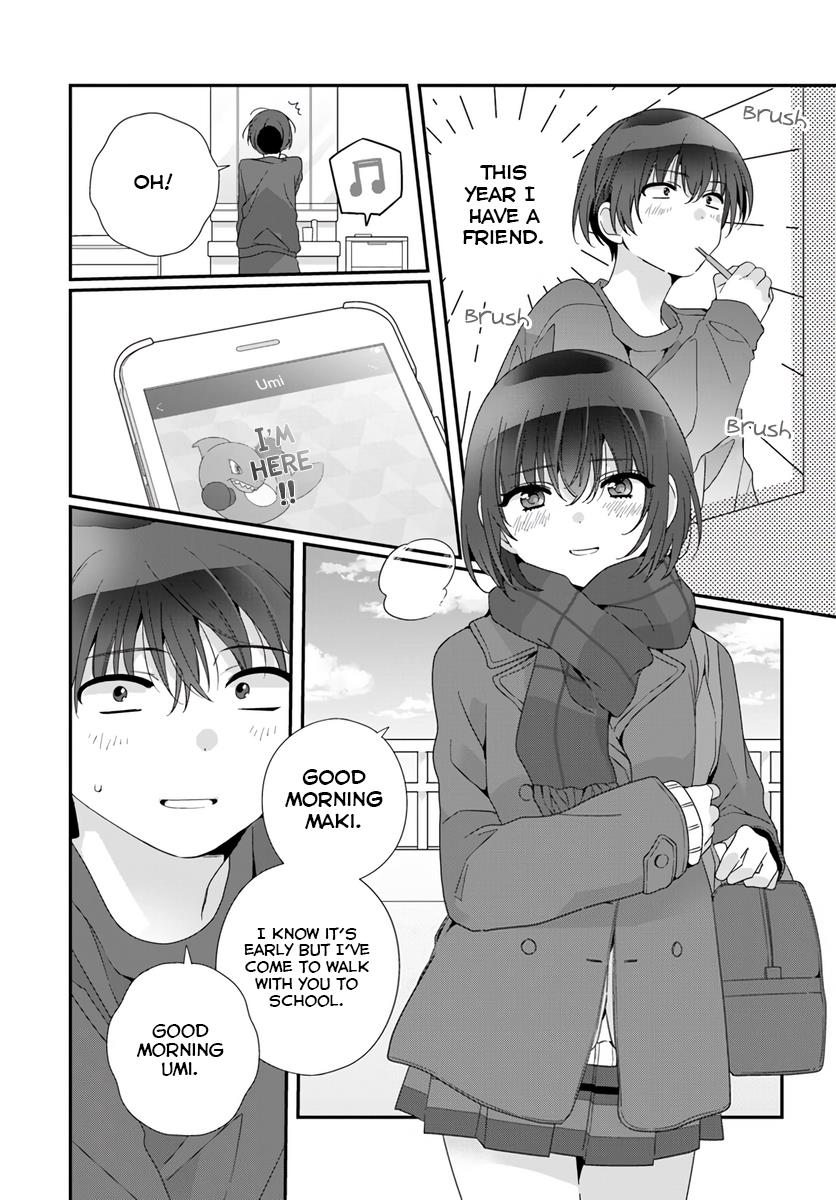 Brush
THIS
YEAR I
HAVE A
FRIEND.
Brush
Brush
OH!
Umi
I'M
HERE
!!
GOOD
MORNING
MAKI.
I KNOW IT'S
EARLY BUT I'VE
COME TO WALK
WITH YOU TO
SCHOOL.
GOOD
MORNING
UMI.